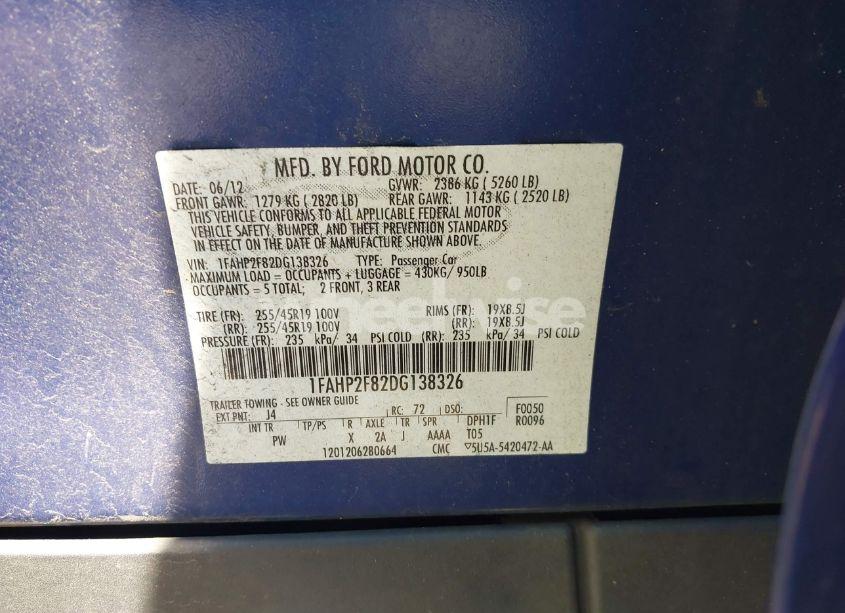 MFD. BY FORD MOTOR CO.
DATE: 06/12 GVWR: 2386 KG ( 5260 LB)
FRONT GAWR: 1279 KG ( 2820 LB) REAR GAWR: 1143 KG ( 2520 LB)
THIS VEHICLE CONFORMS TO ALL APPLICABLE FEDERAL MOTOR
VEHICLE SAFETY, BUMPER, AND THEFT PREVENTION STANDARDS
IN EFFECT ON THE DATE OF MANUFACTURE SHOWN ABOVE.
VIN: 1FAHP2F82DG138326 TYPE: Passenger Car
MAXIMUM LOAD = OCCUPANTS + LUGGAGE = 430KG/ 950LB
OCCUPANTS = 5 TOTAL; 2 FRONT, 3 REAR
wheelwise
TIRE (FR): 255/45R19 100V RIMS (FR): 19X8.5J
(RR): 255/45R19 100V (RR): 19X8.5J
PRESSURE (FR): 235 kPa/ 34 PSI COLD (RR): 235 kPa/ 34 PSI COLD
1FAHP2F82DG138326
TRAILER TOWING - SEE OWNER GUIDE
EXT PNT: J4 RC: 72 DSO: F0050
INT TR TP/PS R AXLE TR SPR DPH1F R0096
PW X 2A J AAAA T05
1201206280664 CMC ▽5U5A-5420472-AA